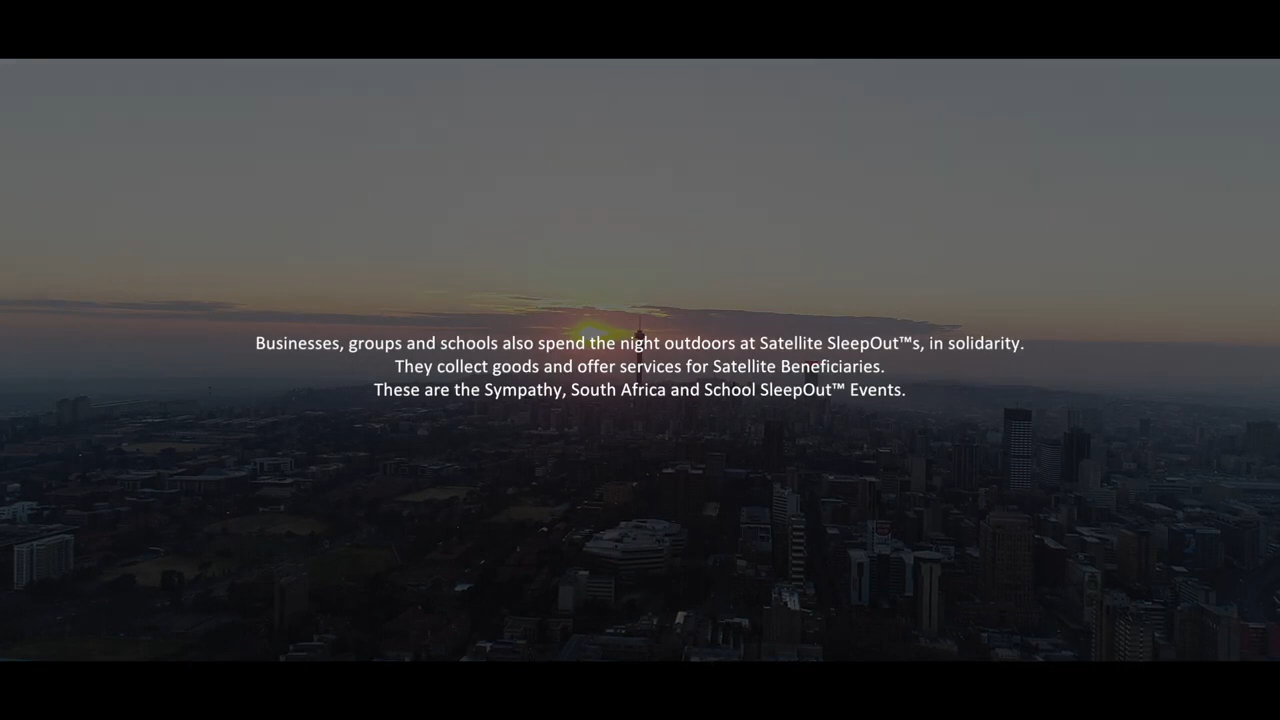 Businesses, groups and schools also spend the night outdoors at Satellite SleepOut™s, in solidarity.
They collect goods and offer services for Satellite Beneficiaries.
These are the Sympathy, South Africa and School SleepOut™ Events.